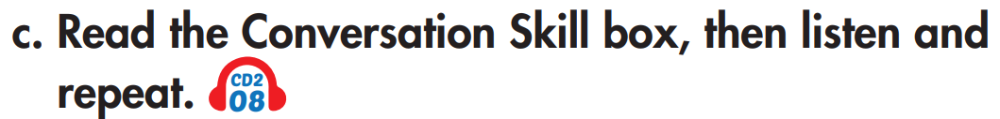 c. Read the Conversation Skill box, then listen and
repeat. CD2
08